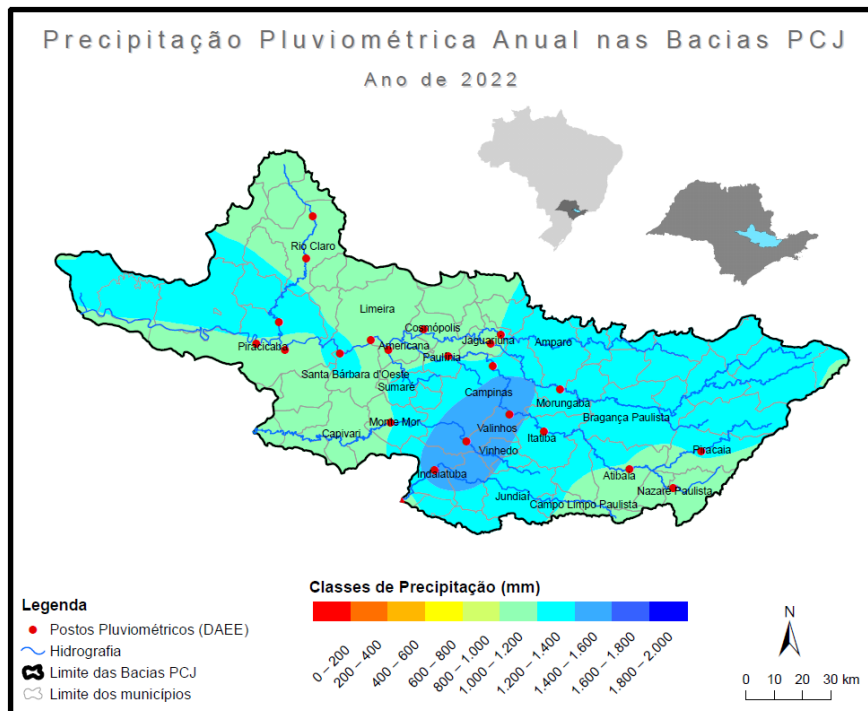 Precipitação Pluviométrica Anual nas Bacias PCJ
Ano de 2022
Rio Claro
Limeira
Cosmópolis
Piracicaba
Americana
Jaguariúna
Amparo
Paulínia
Santa Bárbara d'Oeste
Sumaré
Campinas
Morungaba
Bragança Paulista
Monte Mor
Capivari
Valinhos
Itatiba
Vinhedo
Piracaia
Indaiatuba
Atibaia
Nazaré Paulista
Jundiaí
Campo Limpo Paulista
Legenda
Postos Pluviométricos (DAEE)
Hidrografia
Limite das Bacias PCJ
Limite dos municípios
Classes de Precipitação (mm)
0 – 200
200 – 400
400 – 600
600 – 800
800 – 1.000
1.000 – 1.200
1.200 – 1.400
1.400 – 1.600
1.600 – 1.800
1.800 – 2.000
N
0 10 20 30 km